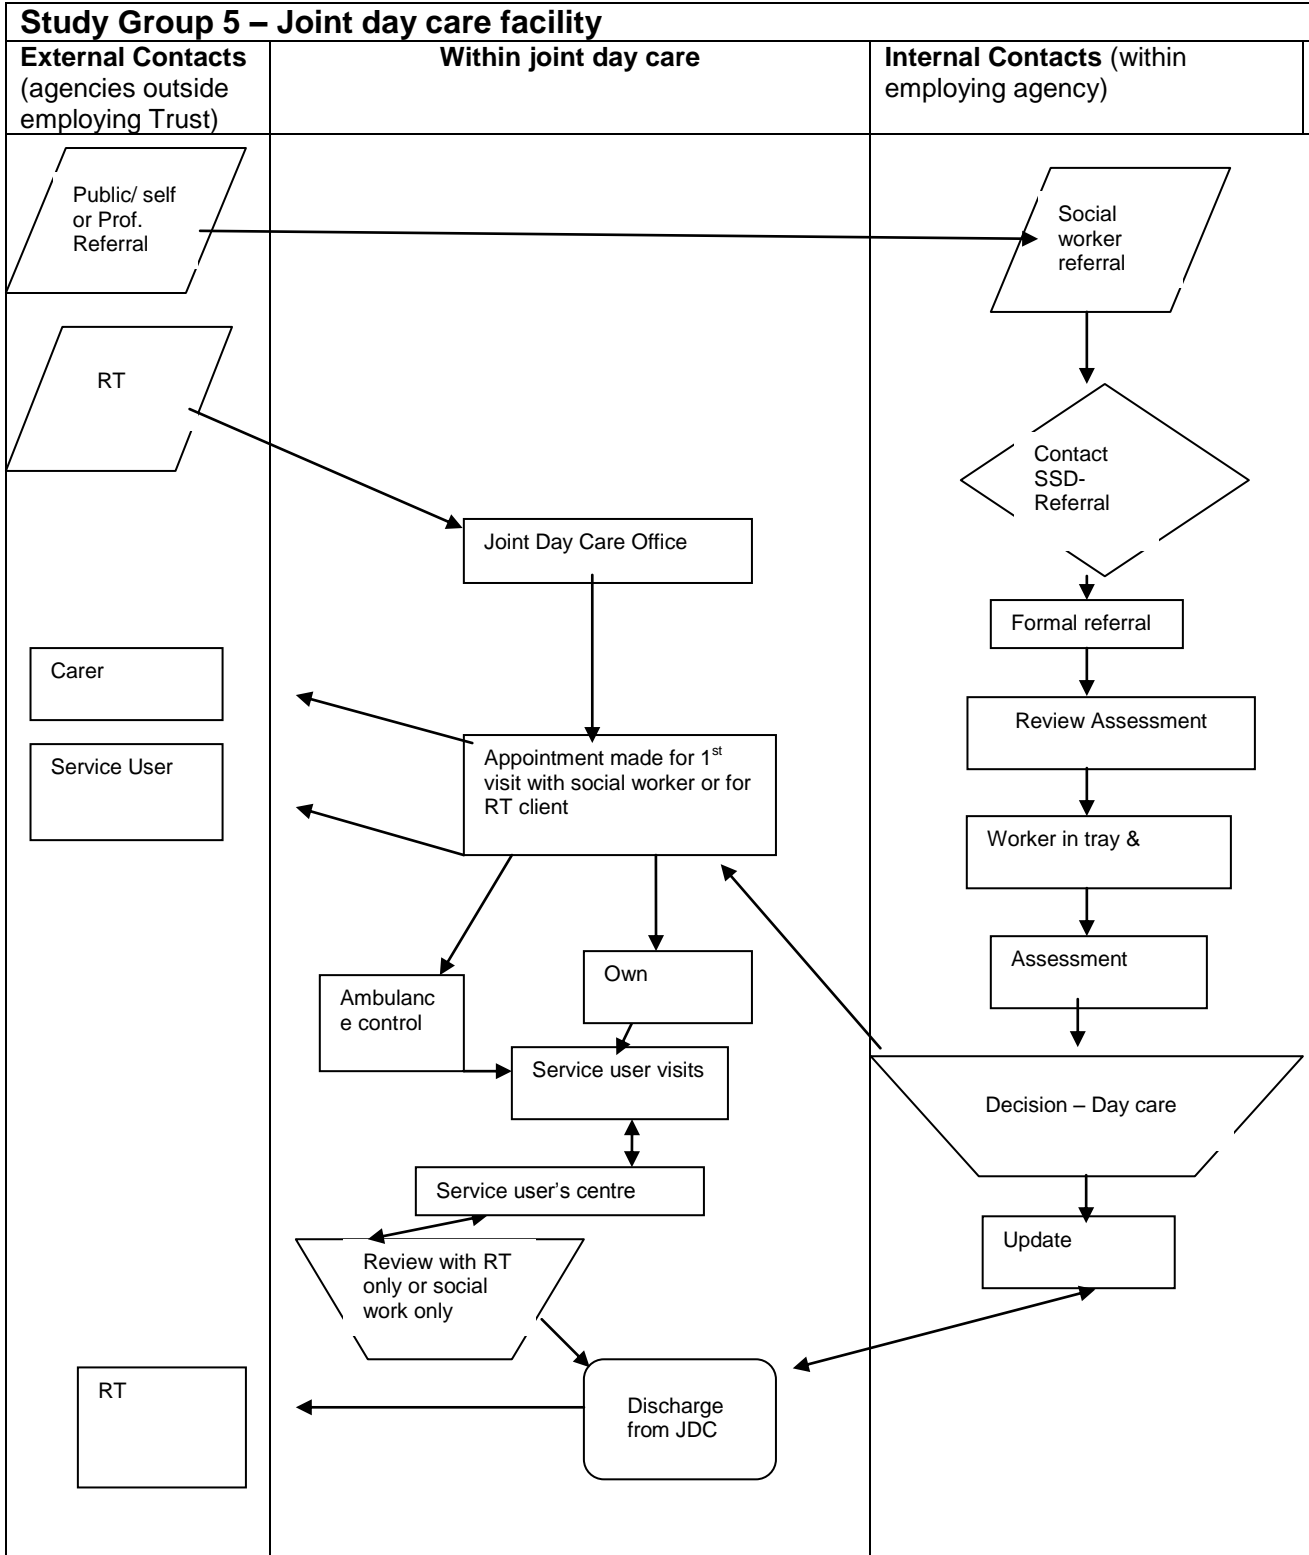 Study Group 5 – Joint day care facility
External Contacts
(agencies outside
employing Trust)
Within joint day care
Internal Contacts (within
employing agency)
Public/ self
or Prof.
Referral
Social
worker
referral
RT
Contact
SSD-
Referral
Joint Day Care Office
Formal referral
Carer
Review Assessment
Service User
Appointment made for 1st
visit with social worker or for
RT client
Worker in tray &
Assessment
Own
Ambulanc
e control
Service user visits
Decision – Day care
Service user's centre
Update
Review with RT
only or social
work only
RT
Discharge
from JDC